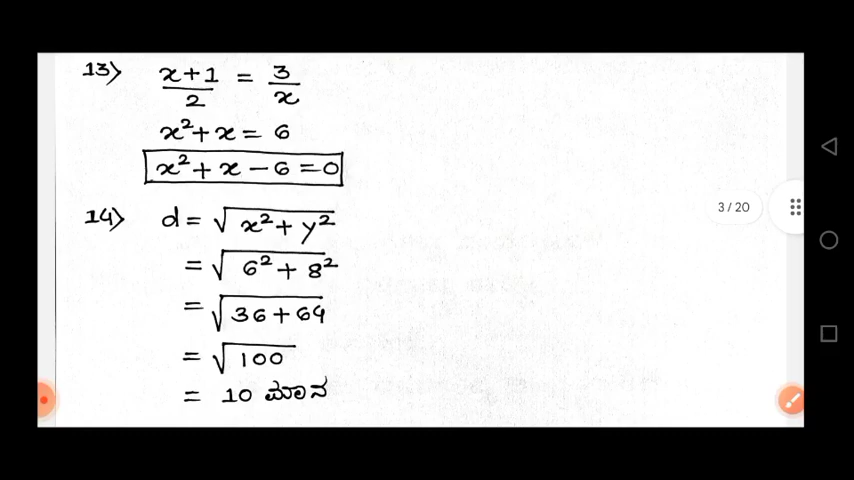 13) x+1/2 = 3/x
x²+x = 6
x²+x-6=0
3 / 20
14) d = √x²+y²
= √6²+8²
= √36+64
= √100
= 10 ಮಾನ